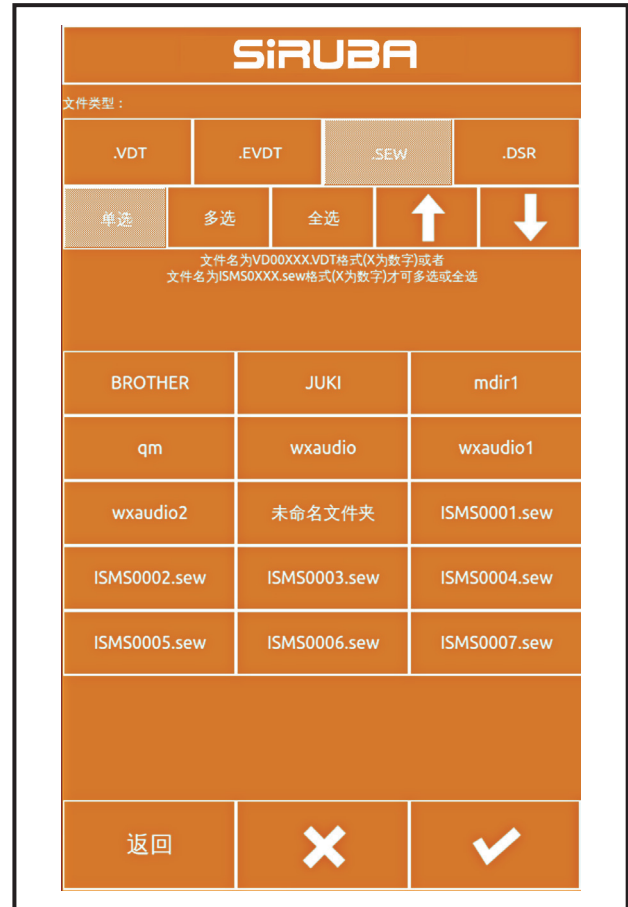 SiRUBA
文件类型：
.VDT .EVDT .SEW .DSR
单选 多选 全选
文件名为VD00XXX.VDT格式(X为数字)或者
文件名为ISMS0XXX.sew格式(X为数字)才可多选或全选
BROTHER JUKI mdir1
qm wxaudio wxaudio1
wxaudio2 未命名文件夹 ISMS0001.sew
ISMS0002.sew ISMS0003.sew ISMS0004.sew
ISMS0005.sew ISMS0006.sew ISMS0007.sew
返回